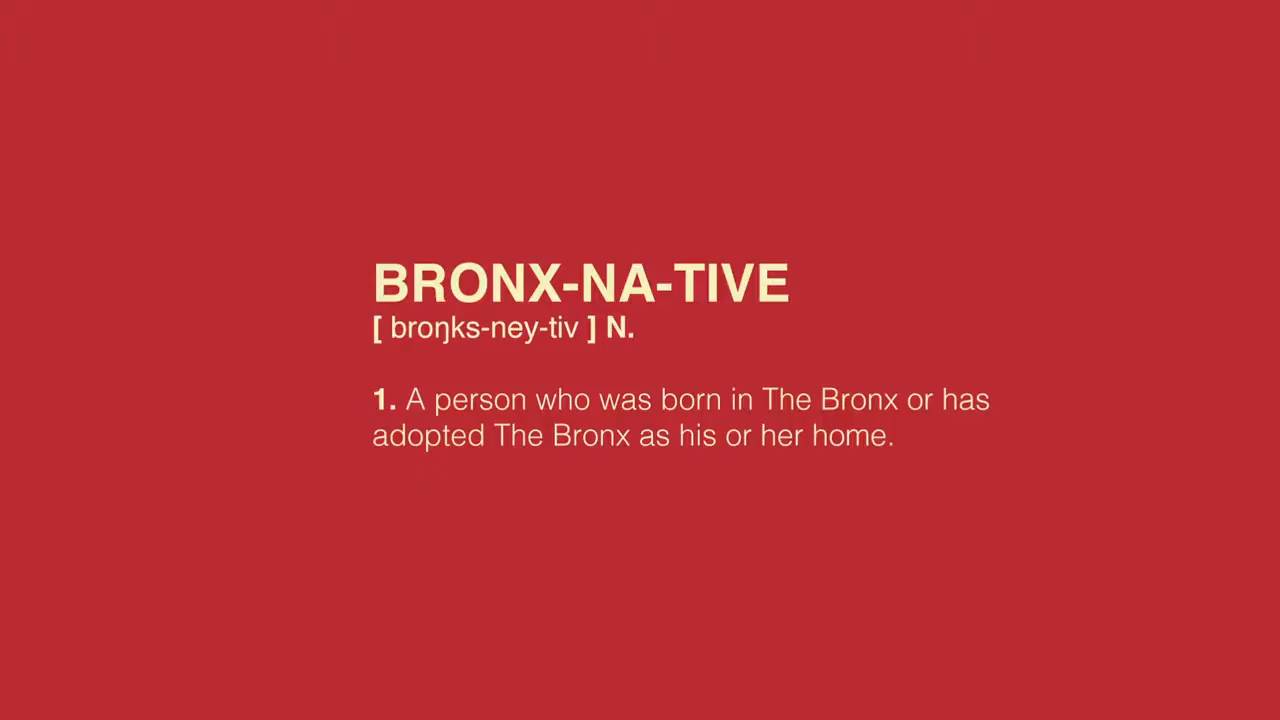 BRONX-NA-TIVE
[ broŋks-ney-tiv ] N.
1. A person who was born in The Bronx or has
adopted The Bronx as his or her home.